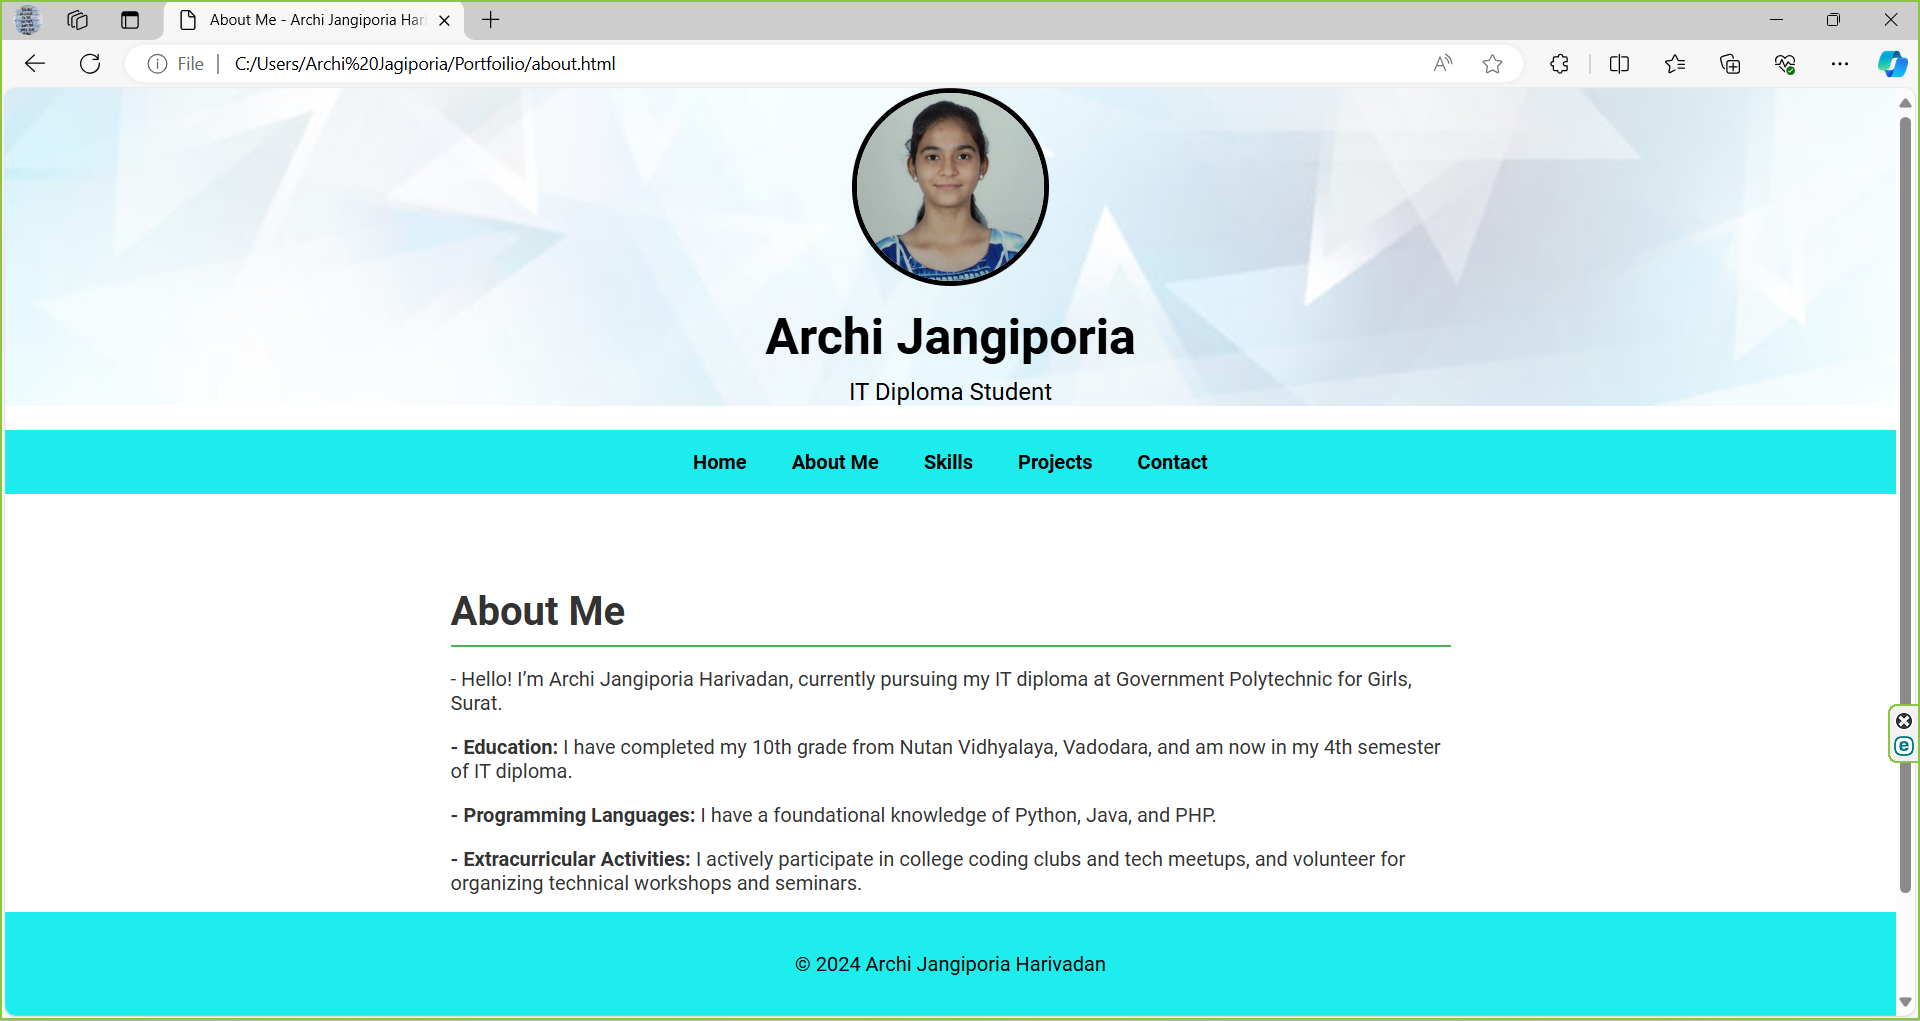 About Me - Archi Jangiporia Hari
File
C:/Users/Archi%20Jagiporia/Portfoilio/about.html
Archi Jangiporia
IT Diploma Student
Home About Me Skills Projects Contact
About Me
- Hello! I’m Archi Jangiporia Harivadan, currently pursuing my IT diploma at Government Polytechnic for Girls,
Surat.
- Education: I have completed my 10th grade from Nutan Vidhyalaya, Vadodara, and am now in my 4th semester
of IT diploma.
- Programming Languages: I have a foundational knowledge of Python, Java, and PHP.
- Extracurricular Activities: I actively participate in college coding clubs and tech meetups, and volunteer for
organizing technical workshops and seminars.
© 2024 Archi Jangiporia Harivadan